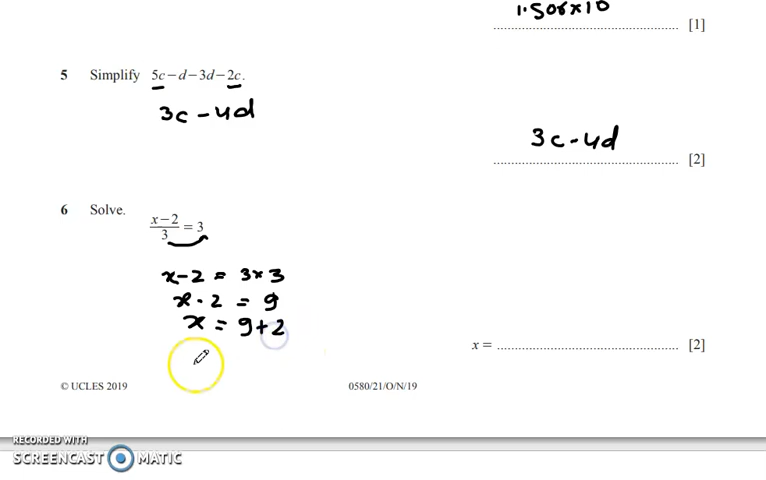 1.506×10
[1]
5 Simplify 5c – d – 3d – 2c.
3c - 4d
3c - 4d
[2]
6 Solve.
x – 2
3
= 3
x - 2 = 3 × 3
x - 2 = 9
x = 9 + 2
x = [2]
© UCLES 2019 0580/21/O/N/19
RECORDED WITH
SCREENCAST MATIC